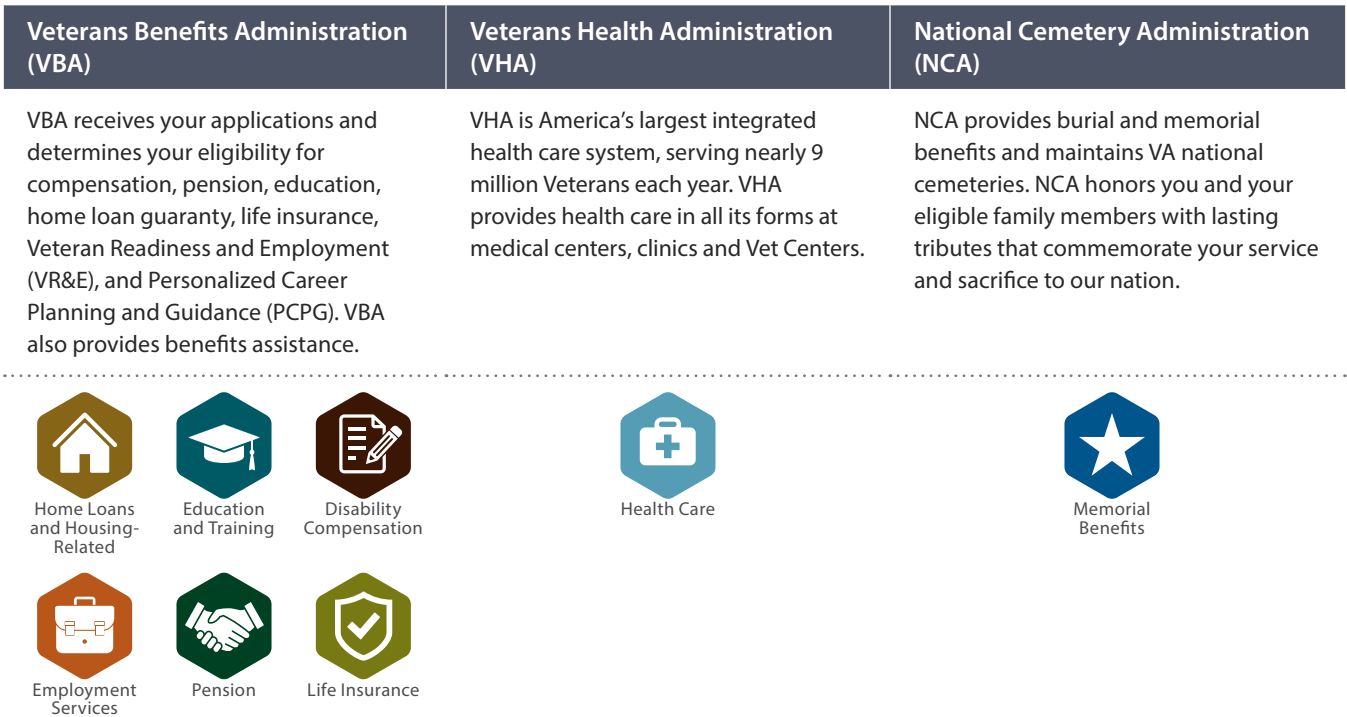 Veterans Benefits Administration
(VBA)
VBA receives your applications and
determines your eligibility for
compensation, pension, education,
home loan guaranty, life insurance,
Veteran Readiness and Employment
(VR&E), and Personalized Career
Planning and Guidance (PCPG). VBA
also provides benefits assistance.
Home Loans
and Housing-
Related
Education
and Training
Disability
Compensation
Employment
Services
Pension
Life Insurance
Veterans Health Administration
(VHA)
VHA is America’s largest integrated
health care system, serving nearly 9
million Veterans each year. VHA
provides health care in all its forms at
medical centers, clinics and Vet Centers.
Health Care
National Cemetery Administration
(NCA)
NCA provides burial and memorial
benefits and maintains VA national
cemeteries. NCA honors you and your
eligible family members with lasting
tributes that commemorate your service
and sacrifice to our nation.
Memorial
Benefits